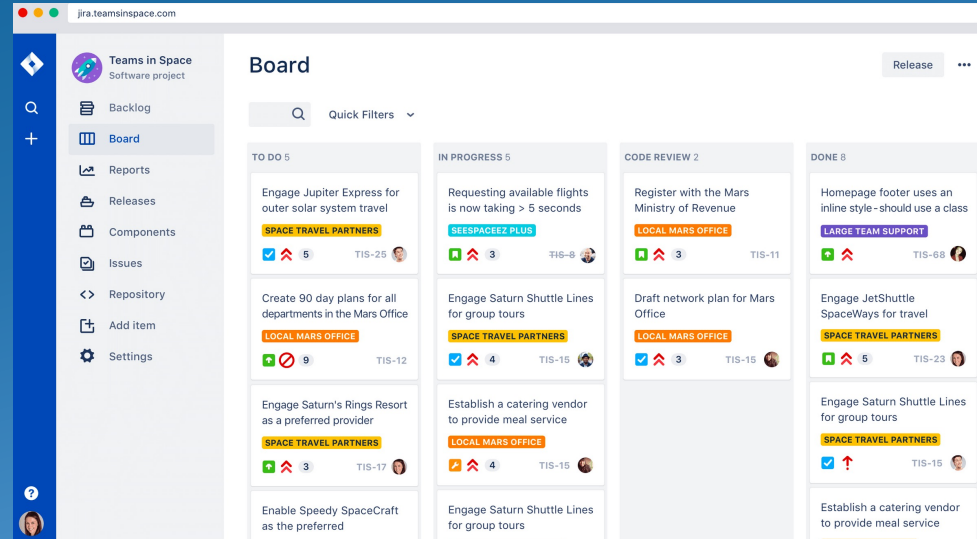 jira.teamsinspace.com
Teams in Space
Software project
Backlog
Board
Reports
Releases
Components
Issues
Repository
Add item
Settings
Board
Release
Quick Filters
TO DO 5
Engage Jupiter Express for
outer solar system travel
SPACE TRAVEL PARTNERS
5 TIS-25
Create 90 day plans for all
departments in the Mars Office
LOCAL MARS OFFICE
9 TIS-12
Engage Saturn's Rings Resort
as a preferred provider
SPACE TRAVEL PARTNERS
3 TIS-17
Enable Speedy SpaceCraft
as the preferred
IN PROGRESS 5
Requesting available flights
is now taking > 5 seconds
SEESPACEEZ PLUS
3 TIS-8
Engage Saturn Shuttle Lines
for group tours
SPACE TRAVEL PARTNERS
4 TIS-15
Establish a catering vendor
to provide meal service
LOCAL MARS OFFICE
4 TIS-15
Engage Saturn Shuttle Lines
for group tours
CODE REVIEW 2
Register with the Mars
Ministry of Revenue
LOCAL MARS OFFICE
3 TIS-11
Draft network plan for Mars
Office
LOCAL MARS OFFICE
3 TIS-15
DONE 8
Homepage footer uses an
inline style - should use a class
LARGE TEAM SUPPORT
TIS-68
Engage JetShuttle
SpaceWays for travel
SPACE TRAVEL PARTNERS
5 TIS-23
Engage Saturn Shuttle Lines
for group tours
SPACE TRAVEL PARTNERS
TIS-15
Establish a catering vendor
to provide meal service